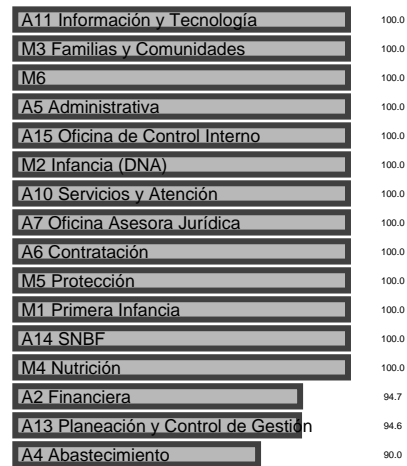 A11 Información y Tecnología 100.0
M3 Familias y Comunidades 100.0
M6 100.0
A5 Administrativa 100.0
A15 Oficina de Control Interno 100.0
M2 Infancia (DNA) 100.0
A10 Servicios y Atención 100.0
A7 Oficina Asesora Jurídica 100.0
A6 Contratación 100.0
M5 Protección 100.0
M1 Primera Infancia 100.0
A14 SNBF 100.0
M4 Nutrición 100.0
A2 Financiera 94.7
A13 Planeación y Control de Gestión 94.6
A4 Abastecimiento 90.0